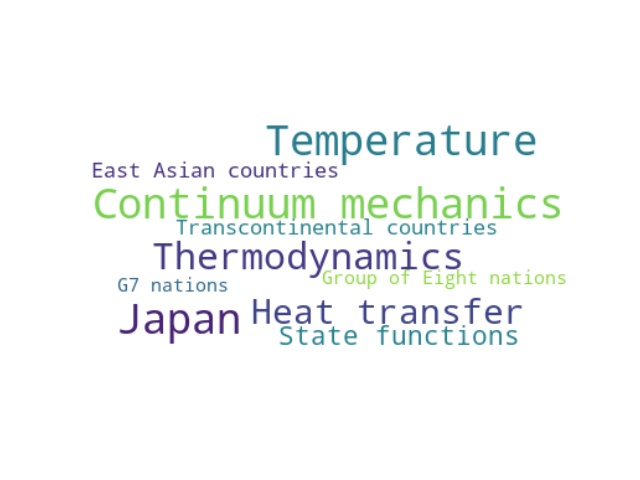 Temperature
East Asian countries
Continuum mechanics
Transcontinental countries
Thermodynamics
Group of Eight nations
G7 nations
Japan
Heat transfer
State functions